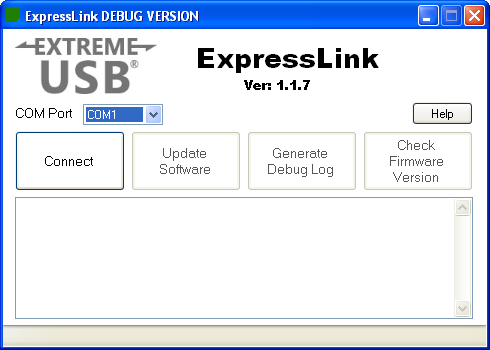 ExpressLink DEBUG VERSION
EXTREME
USB®
ExpressLink
Ver: 1.1.7
COM Port
COM1
Help
Connect
Update
Software
Generate
Debug Log
Check
Firmware
Version